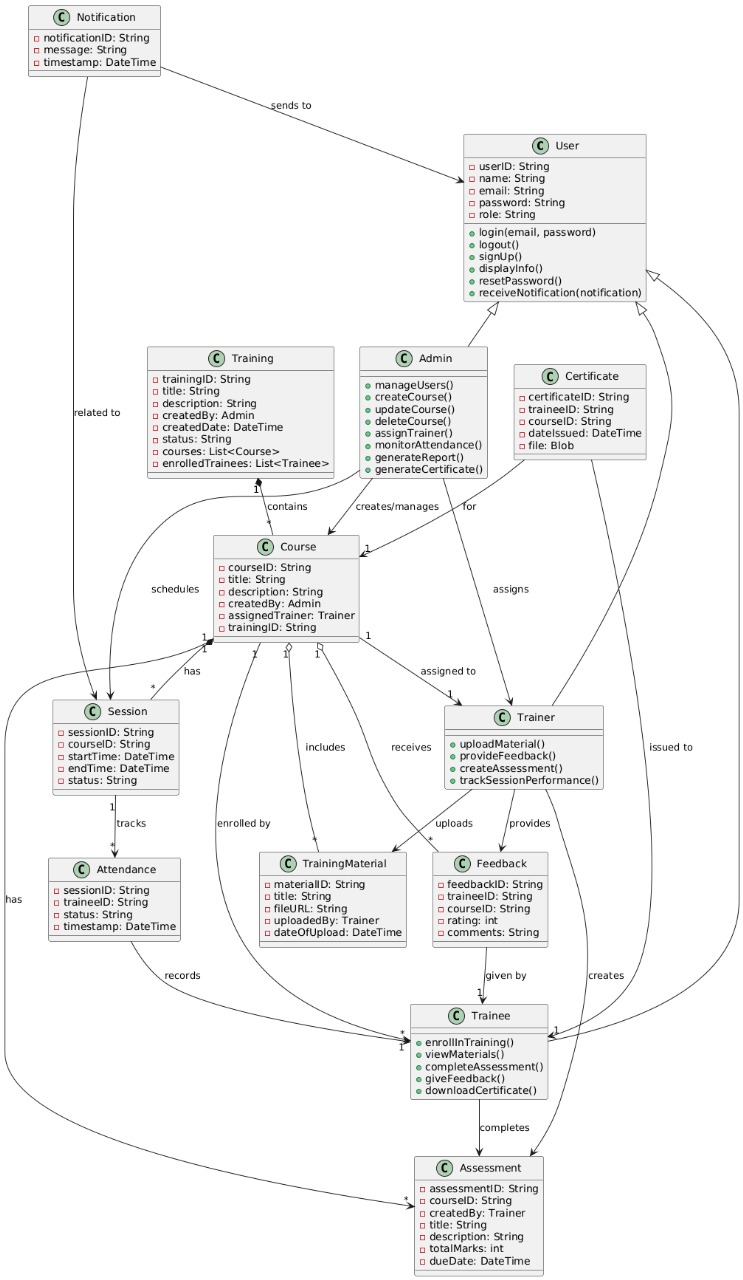 C Notification
notificationID: String
message: String
timestamp: DateTime
sends to
C User
userID: String
name: String
email: String
password: String
role: String
login(email, password)
logout()
signUp()
displayInfo()
resetPassword()
receiveNotification(notification)
related to
C Training
trainingID: String
title: String
description: String
createdBy: Admin
createdDate: DateTime
status: String
courses: List<Course>
enrolledTrainees: List<Trainee>
C Admin
manageUsers()
createCourse()
updateCourse()
deleteCourse()
assignTrainer()
monitorAttendance()
generateReport()
generateCertificate()
C Certificate
certificateID: String
traineeID: String
courseID: String
dateIssued: DateTime
file: Blob
1
contains
*
creates/manages
for
1
C Course
courseID: String
title: String
description: String
createdBy: Admin
assignedTrainer: Trainer
trainingID: String
schedules
assigns
1
1
has
*
1
1
1
1
assigned to
1
C Session
sessionID: String
courseID: String
startTime: DateTime
endTime: DateTime
status: String
C Trainer
uploadMaterial()
provideFeedback()
createAssessment()
trackSessionPerformance()
includes
receives
issued to
1
tracks
*
enrolled by
*
uploads
*
provides
C Attendance
sessionID: String
traineeID: String
status: String
timestamp: DateTime
C TrainingMaterial
materialID: String
title: String
fileURL: String
uploadedBy: Trainer
dateOfUpload: DateTime
C Feedback
feedbackID: String
traineeID: String
courseID: String
rating: int
comments: String
has
records
given by
1
creates
*
1
1
C Trainee
enrollInTraining()
viewMaterials()
completeAssessment()
giveFeedback()
downloadCertificate()
completes
*
C Assessment
assessmentID: String
courseID: String
createdBy: Trainer
title: String
description: String
totalMarks: int
dueDate: DateTime